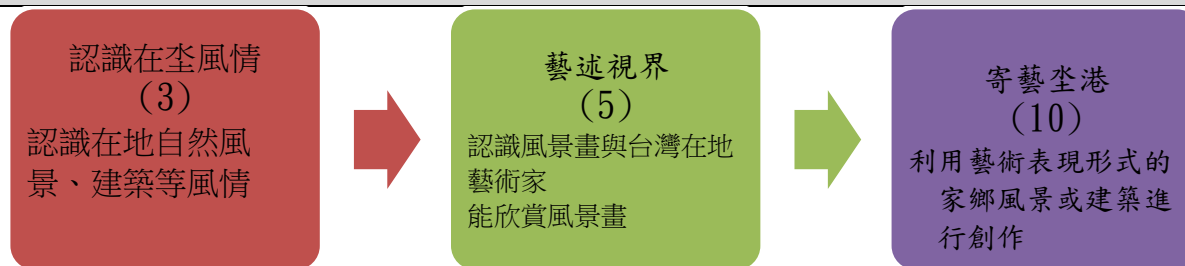 認識在坔風情
(3)
認識在地自然風
景、建築等風情
藝述視界
(5)
認識風景畫與台灣在地
藝術家
能欣賞風景畫
寄藝坔港
(10)
利用藝術表現形式的
家鄉風景或建築進
行創作